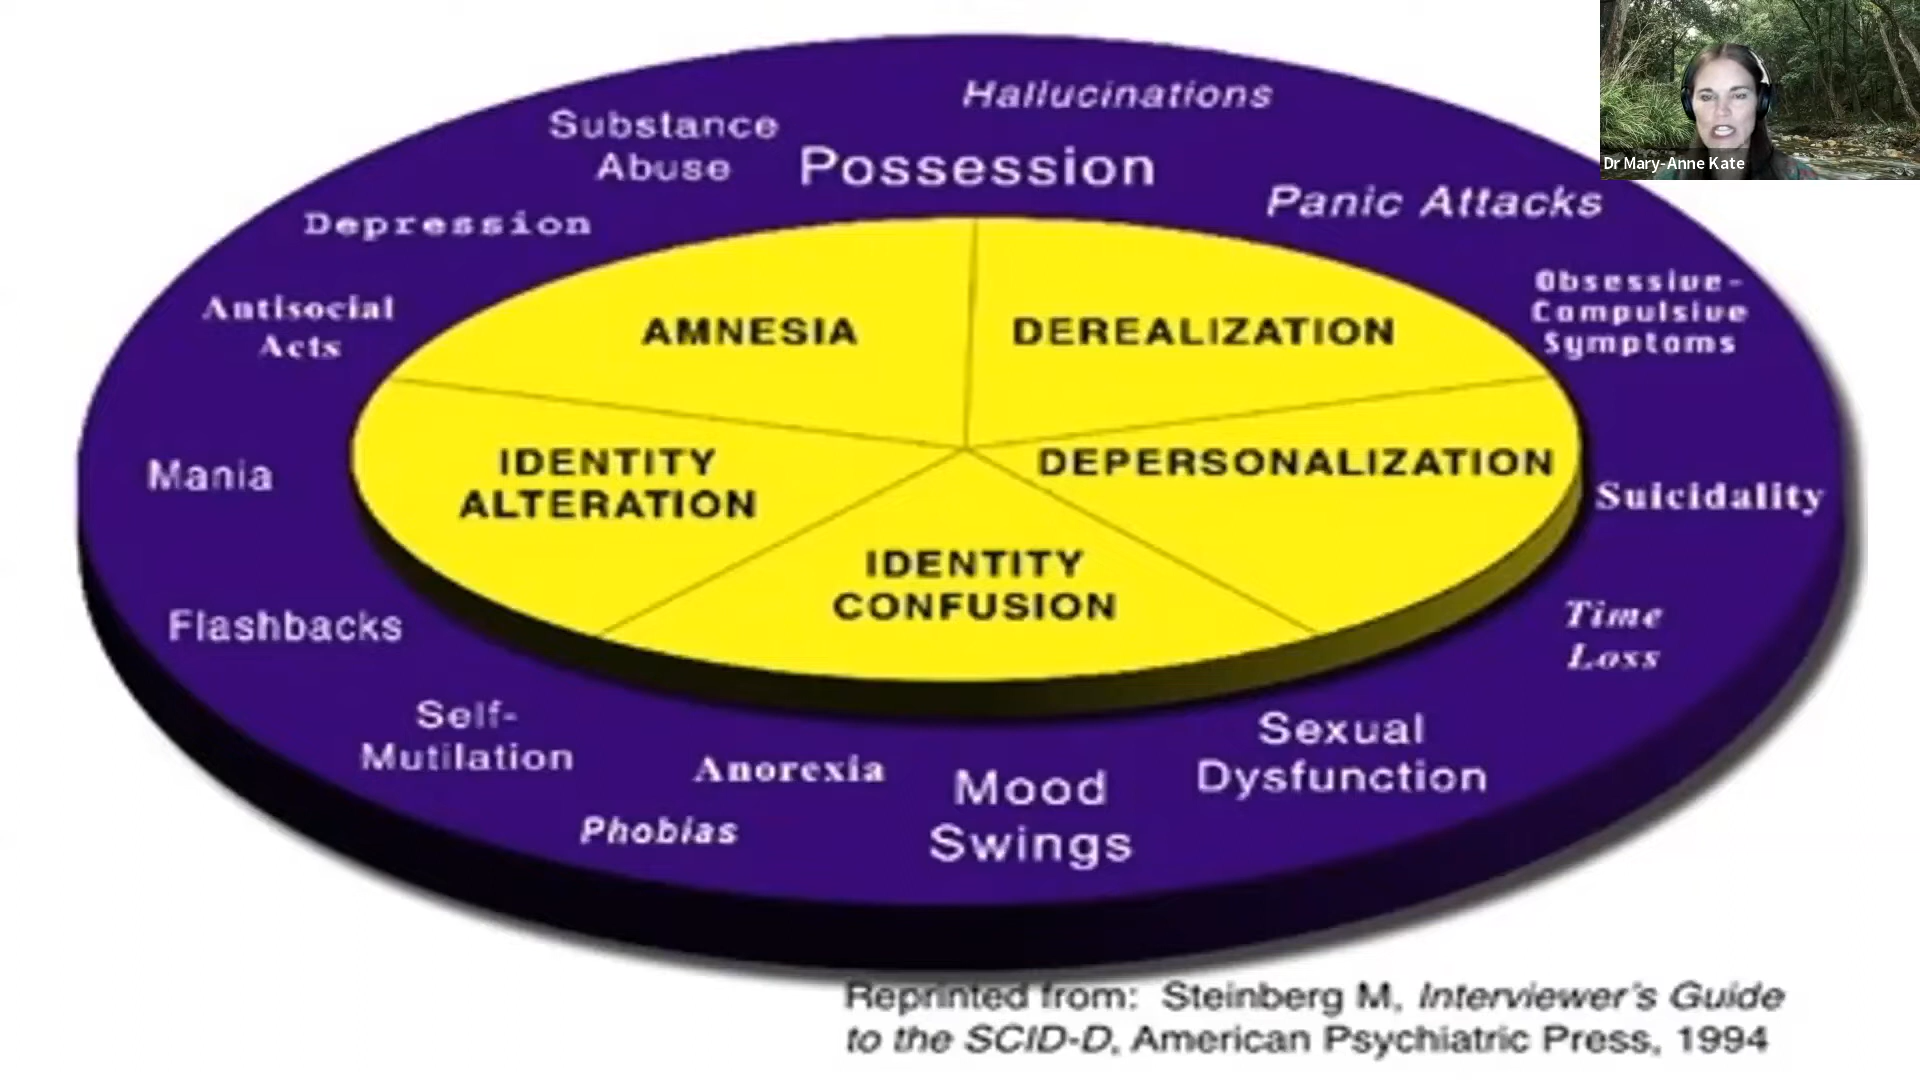 Hallucinations
Substance
Abuse
Possession
Dr Mary-Anne Kate
Panic Attacks
Depression
Obsessive-
Compulsive
Symptoms
Antisocial
Acts
AMNESIA
DEREALIZATION
IDENTITY
ALTERATION
DEPERSONALIZATION
Mania
Suicidality
IDENTITY
CONFUSION
Flashbacks
Time
Loss
Self-
Mutilation
Anorexia
Phobias
Mood
Swings
Sexual
Dysfunction
Reprinted from: Steinberg M, Interviewer's Guide
to the SCID-D, American Psychiatric Press, 1994